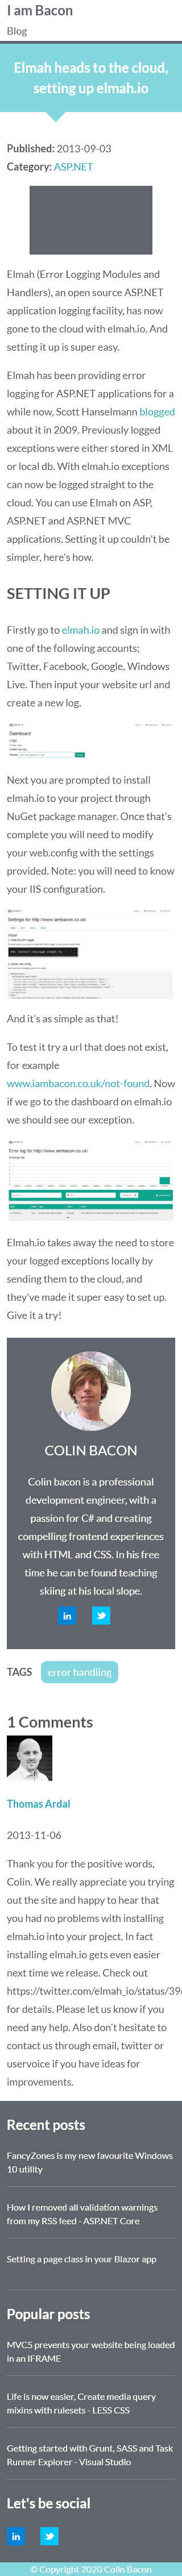 I am Bacon
Blog
Elmah heads to the cloud,
setting up elmah.io
Published: 2013-09-03
Category: ASP.NET
Elmah (Error Logging Modules and
Handlers), an open source ASP.NET
application logging facility, has now
gone to the cloud with elmah.io. And
setting it up is super easy.
Elmah has been providing error
logging for ASP.NET applications for a
while now, Scott Hanselmann blogged
about it in 2009. Previously logged
exceptions were either stored in XML
or local db. With elmah.io exceptions
can now be logged straight to the
cloud. You can use Elmah on ASP,
ASP.NET and ASP.NET MVC
applications. Setting it up couldn't be
simpler, here's how.
SETTING IT UP
Firstly go to elmah.io and sign in with
one of the following accounts;
Twitter, Facebook, Google, Windows
Live. Then input your website url and
create a new log.
Dashboard
Next you are prompted to install
elmah.io to your project through
NuGet package manager. Once that's
complete you will need to modify
your web.config with the settings
provided. Note: you will need to know
your IIS configuration.
Settings for http://www.iambacon.co.uk/
And it's as simple as that!
To test it try a url that does not exist,
for example
www.iambacon.co.uk/not-found. Now
if we go to the dashboard on elmah.io
we should see our exception.
Error log for http://www.iambacon.co.uk/
Elmah.io takes away the need to store
your logged exceptions locally by
sending them to the cloud, and
they've made it super easy to set up.
Give it a try!
COLIN BACON
Colin bacon is a professional
development engineer, with a
passion for C# and creating
compelling frontend experiences
with HTML and CSS. In his free
time he can be found teaching
skiing at his local slope.
TAGS error handling
1 Comments
Thomas Ardal
2013-11-06
Thank you for the positive words,
Colin. We really appreciate you trying
out the site and happy to hear that
you had no problems with installing
elmah.io into your project. In fact
installing elmah.io gets even easier
next time we release. Check out
https://twitter.com/elmah_io/status/39
for details. Please let us know if you
need any help. Also don't hesitate to
contact us through email, twitter or
uservoice if you have ideas for
improvements.
Recent posts
FancyZones is my new favourite Windows
10 utility
How I removed all validation warnings
from my RSS feed - ASP.NET Core
Setting a page class in your Blazor app
Popular posts
MVC5 prevents your website being loaded
in an IFRAME
Life is now easier, Create media query
mixins with rulesets - LESS CSS
Getting started with Grunt, SASS and Task
Runner Explorer - Visual Studio
Let's be social
© Copyright 2020 Colin Bacon